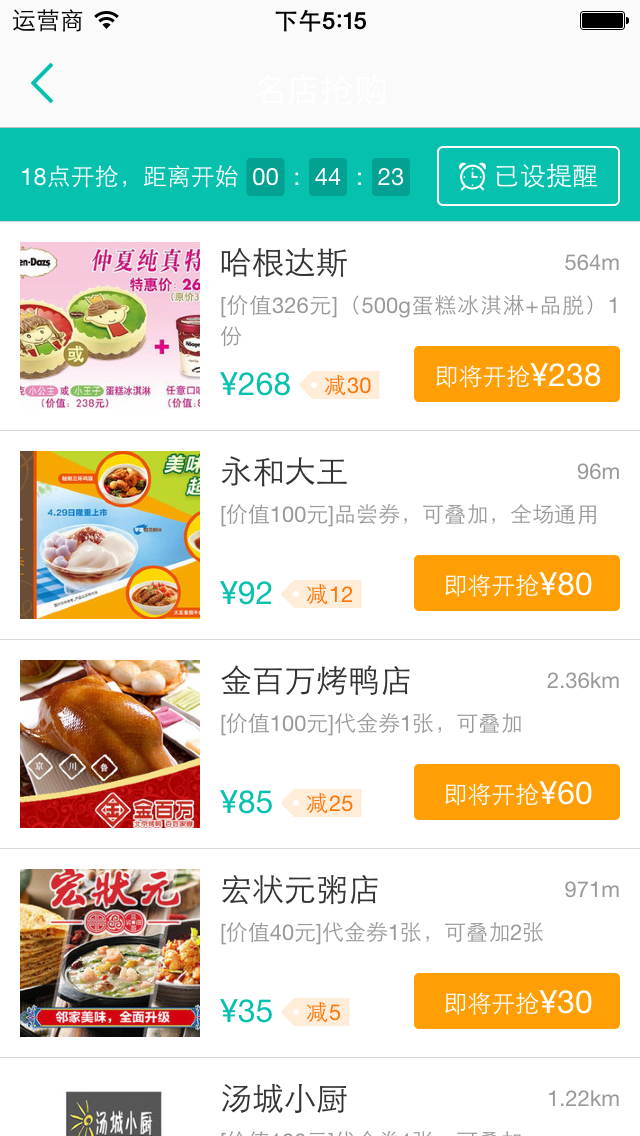 运营商 下午5:15
名店抢购
18点开抢，距离开始 00 : 44 : 23 已设提醒
en-Dazs
仲夏纯真特
特惠价: 26
或
小公主 或 小王子 蛋糕冰淇淋
(价值: 238元)
任意口
哈根达斯 564m
[价值326元]（500g蛋糕冰淇淋+品脱）1
份
¥268 减30 即将开抢¥238
美味
超
4.29日隆重上市
永和大王 96m
[价值100元]品尝券，可叠加，全场通用
¥92 减12 即将开抢¥80
京 川 鲁
金百万
金百万烤鸭店 2.36km
[价值100元]代金券1张，可叠加
¥85 减25 即将开抢¥60
宏状元
邻家美味，全面升级
宏状元粥店 971m
[价值40元]代金券1张，可叠加2张
¥35 减5 即将开抢¥30
汤城小厨
汤城小厨 1.22km